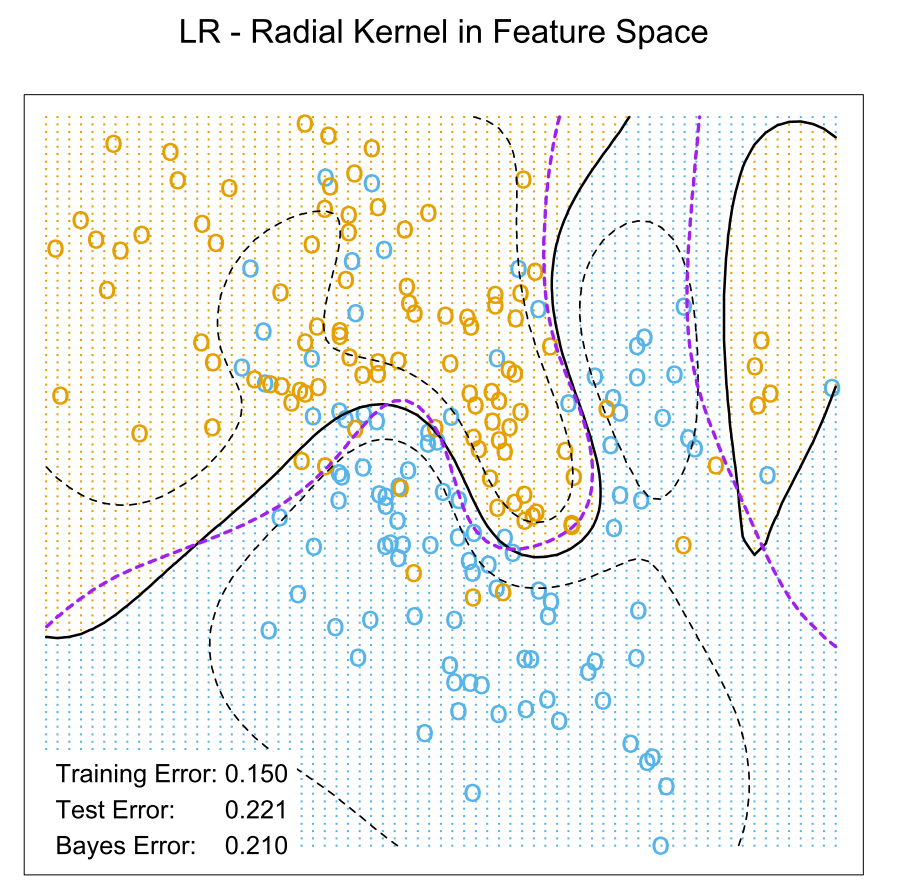 LR - Radial Kernel in Feature Space
Training Error: 0.150
Test Error: 0.221
Bayes Error: 0.210